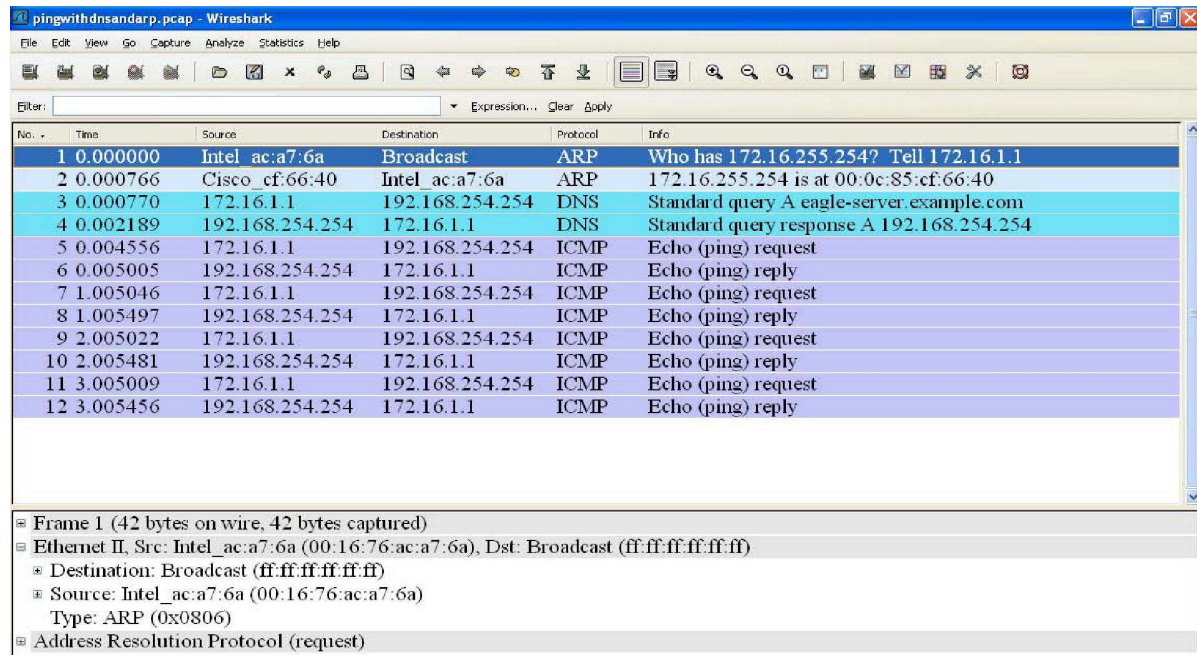 pingwithdnsandarp.pcap - Wireshark
File Edit View Go Capture Analyze Statistics Help
Filter: Expression... Clear Apply
No. Time Source Destination Protocol Info
1 0.000000 Intel_ac:a7:6a Broadcast ARP Who has 172.16.255.254? Tell 172.16.1.1
2 0.000766 Cisco_cf:66:40 Intel_ac:a7:6a ARP 172.16.255.254 is at 00:0c:85:cf:66:40
3 0.000770 172.16.1.1 192.168.254.254 DNS Standard query A eagle-server.example.com
4 0.002189 192.168.254.254 172.16.1.1 DNS Standard query response A 192.168.254.254
5 0.004556 172.16.1.1 192.168.254.254 ICMP Echo (ping) request
6 0.005005 192.168.254.254 172.16.1.1 ICMP Echo (ping) reply
7 1.005046 172.16.1.1 192.168.254.254 ICMP Echo (ping) request
8 1.005497 192.168.254.254 172.16.1.1 ICMP Echo (ping) reply
9 2.005022 172.16.1.1 192.168.254.254 ICMP Echo (ping) request
10 2.005481 192.168.254.254 172.16.1.1 ICMP Echo (ping) reply
11 3.005009 172.16.1.1 192.168.254.254 ICMP Echo (ping) request
12 3.005456 192.168.254.254 172.16.1.1 ICMP Echo (ping) reply
Frame 1 (42 bytes on wire, 42 bytes captured)
Ethernet II, Src: Intel_ac:a7:6a (00:16:76:ac:a7:6a), Dst: Broadcast (ff:ff:ff:ff:ff:ff)
Destination: Broadcast (ff:ff:ff:ff:ff:ff)
Source: Intel_ac:a7:6a (00:16:76:ac:a7:6a)
Type: ARP (0x0806)
Address Resolution Protocol (request)